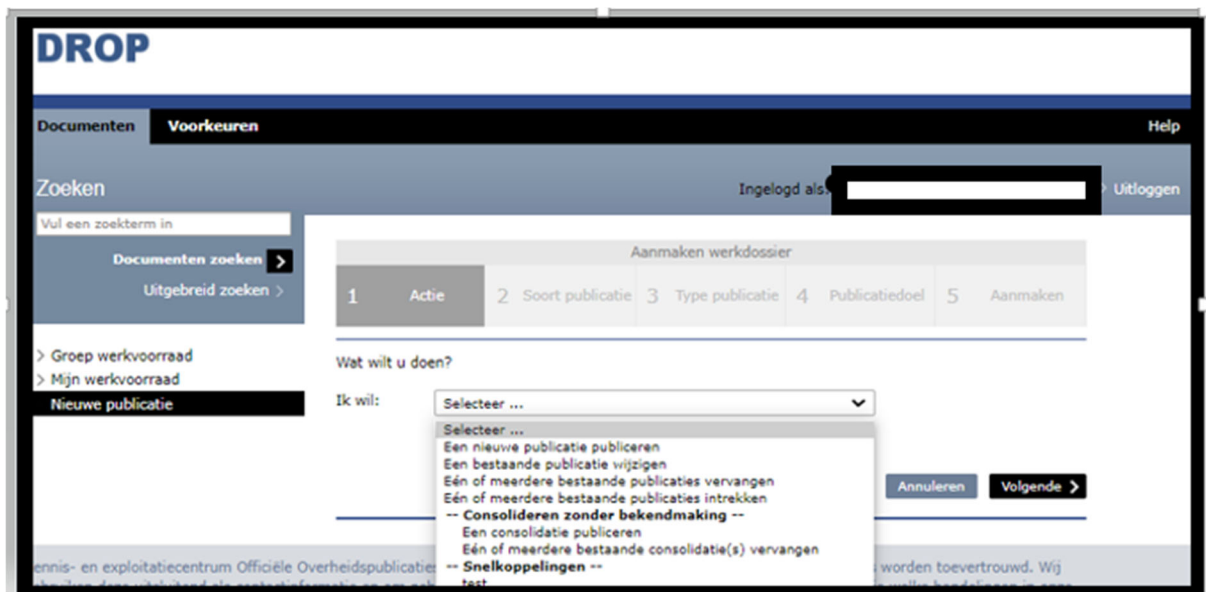 DROP
Documenten Voorkeuren Help
Zoeken
Ingelogd als: > Uitloggen
Vul een zoekterm in
Documenten zoeken >
Uitgebreid zoeken >
Aanmaken werkdossier
1 Actie 2 Soort publicatie 3 Type publicatie 4 Publicatiedoel 5 Aanmaken
> Groep werkvoorraad
> Mijn werkvoorraad
Nieuwe publicatie
Wat wilt u doen?
Ik wil: Selecteer ...
Selecteer ...
Een nieuwe publicatie publiceren
Een bestaande publicatie wijzigen
Eén of meerdere bestaande publicaties vervangen
Eén of meerdere bestaande publicaties intrekken
-- Consolideren zonder bekendmaking --
Een consolidatie publiceren
Eén of meerdere bestaande consolidatie(s) vervangen
-- Snelkoppelingen --
test
Annuleren Volgende >
ennis- en exploitatiecentrum Officiële Overheidspublicaties worden toevertrouwd. Wij